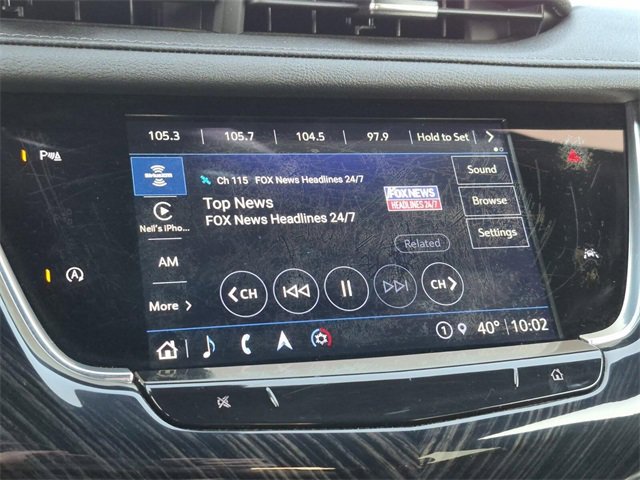 105.3 105.7 104.5 97.9 Hold to Set
SiriusXM
Ch 115 FOX News Headlines 24/7
Top News
FOX News Headlines 24/7
FOX NEWS
HEADLINES 24/7
Sound
Browse
Settings
Neil's iPho...
AM
More
Related
CH
CH
1 40° 10:02
P
A